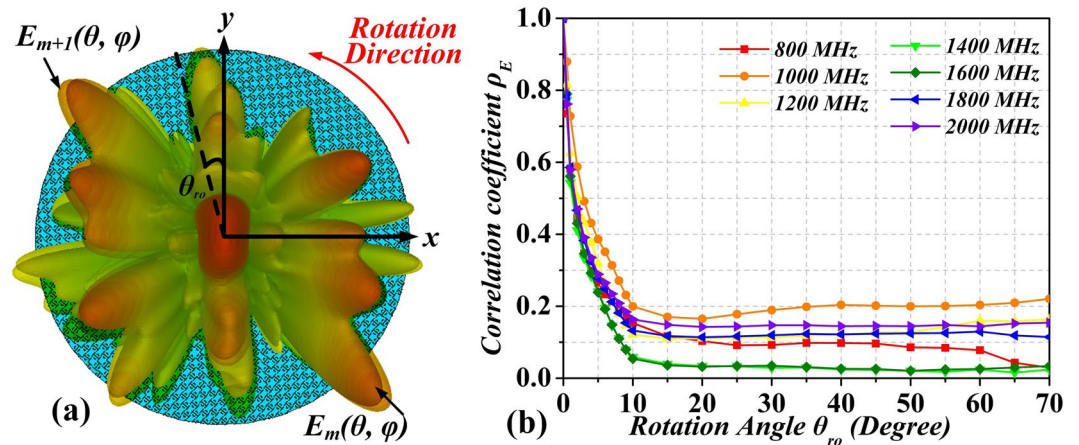 E_{m+1}(θ, φ)
y
Rotation
Direction
θ_{ro}
x
(a)
E_m(θ, φ)
Correlation coefficient ρ_E
1.0
0.8
0.6
0.4
0.2
0.0
800 MHz
1000 MHz
1200 MHz
1400 MHz
1600 MHz
1800 MHz
2000 MHz
0 10 20 30 40 50 60 70
(b)
Rotation Angle θ_{ro} (Degree)